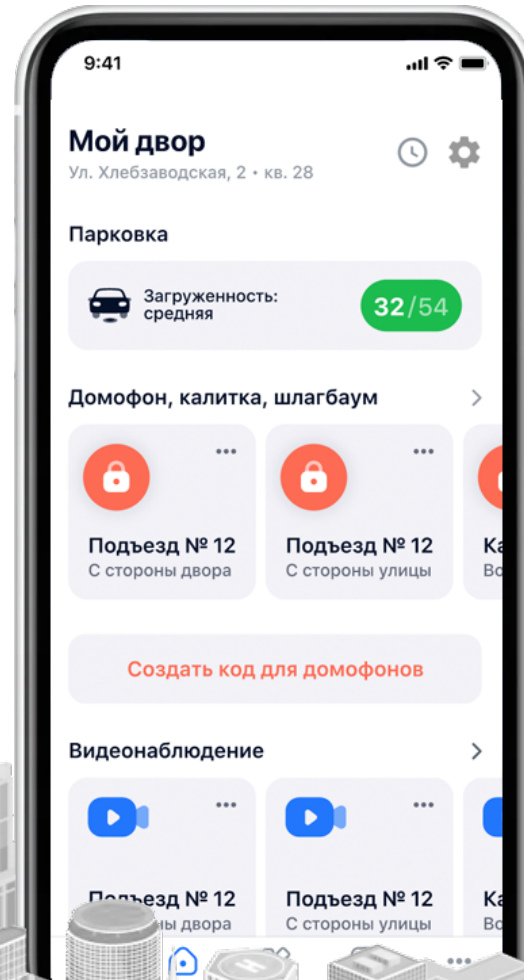 9:41
Мой двор
Ул. Хлебзаводская, 2 • кв. 28
Парковка
Загруженность:
средняя
32/54
Домофон, калитка, шлагбаум
Подъезд № 12
С стороны двора
Подъезд № 12
С стороны улицы
Создать код для домофонов
Видеонаблюдение
Подъезд № 12
двора
Подъезд № 12
С стороны улицы